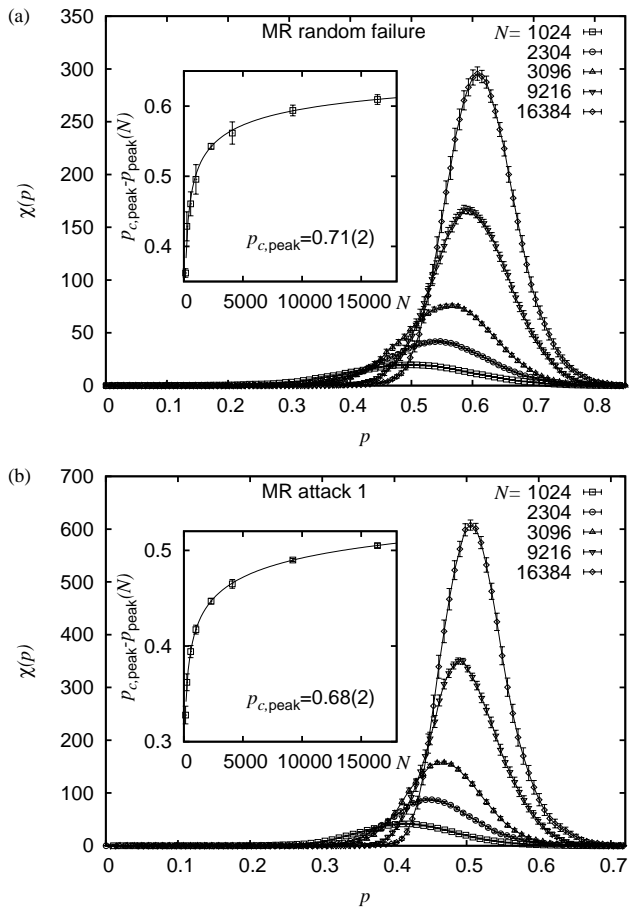 (a)
MR random failure
N= 1024
2304
3096
9216
16384
350
300
250
200
150
100
50
0
χ(p)
0.0 0.1 0.2 0.3 0.4 0.5 0.6 0.7 0.8
p
0.6
0.5
0.4
p_c,peak-p_peak(N)
p_c,peak=0.71(2)
0 5000 10000 15000 N
(b)
MR attack 1
N= 1024
2304
3096
9216
16384
700
600
500
400
300
200
100
0
χ(p)
0.0 0.1 0.2 0.3 0.4 0.5 0.6 0.7
p
0.5
0.4
0.3
p_c,peak-p_peak(N)
p_c,peak=0.68(2)
0 5000 10000 15000 N